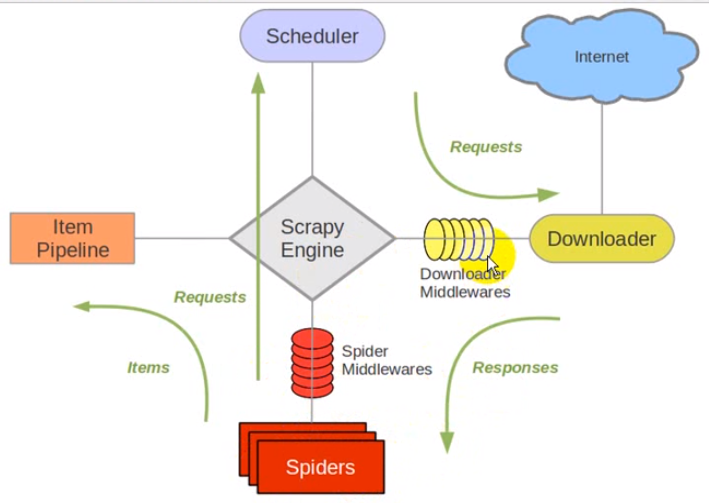 Scheduler
Internet
Requests
Item
Pipeline
Scrapy
Engine
Downloader
Downloader
Middlewares
Requests
Spider
Middlewares
Items
Responses
Spiders